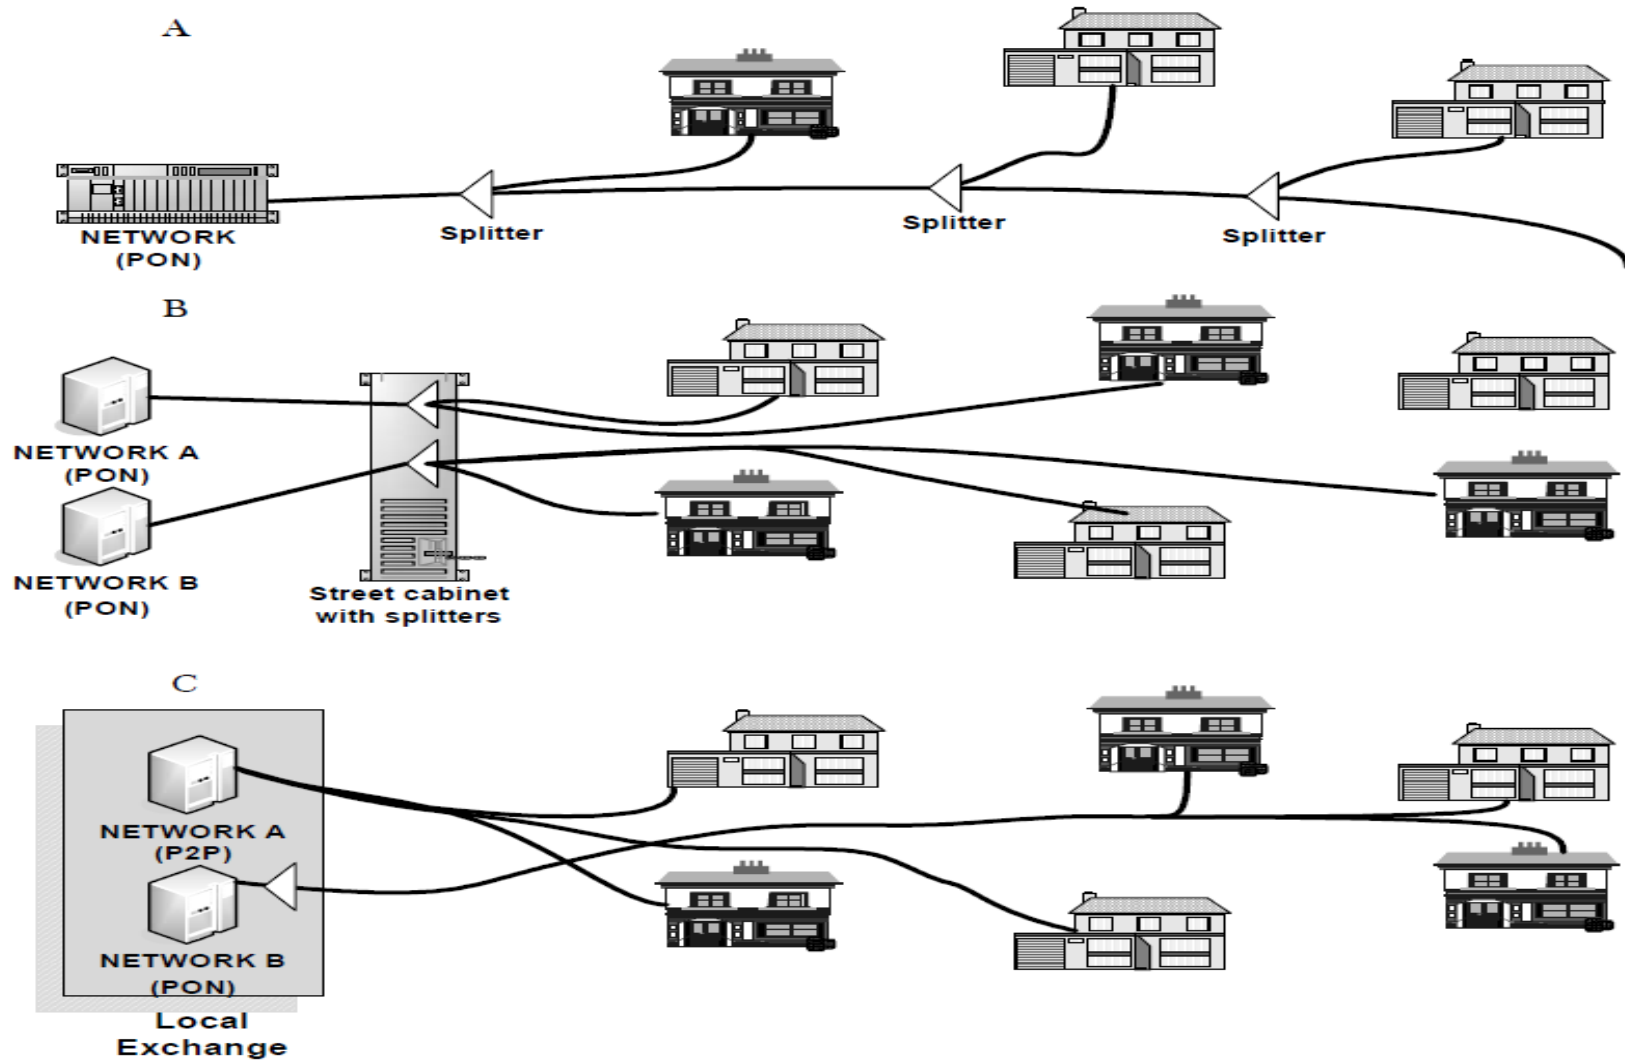 A
NETWORK
(PON)
Splitter
Splitter
Splitter
B
NETWORK A
(PON)
NETWORK B
(PON)
Street cabinet
with splitters
C
NETWORK A
(P2P)
NETWORK B
(PON)
Local
Exchange